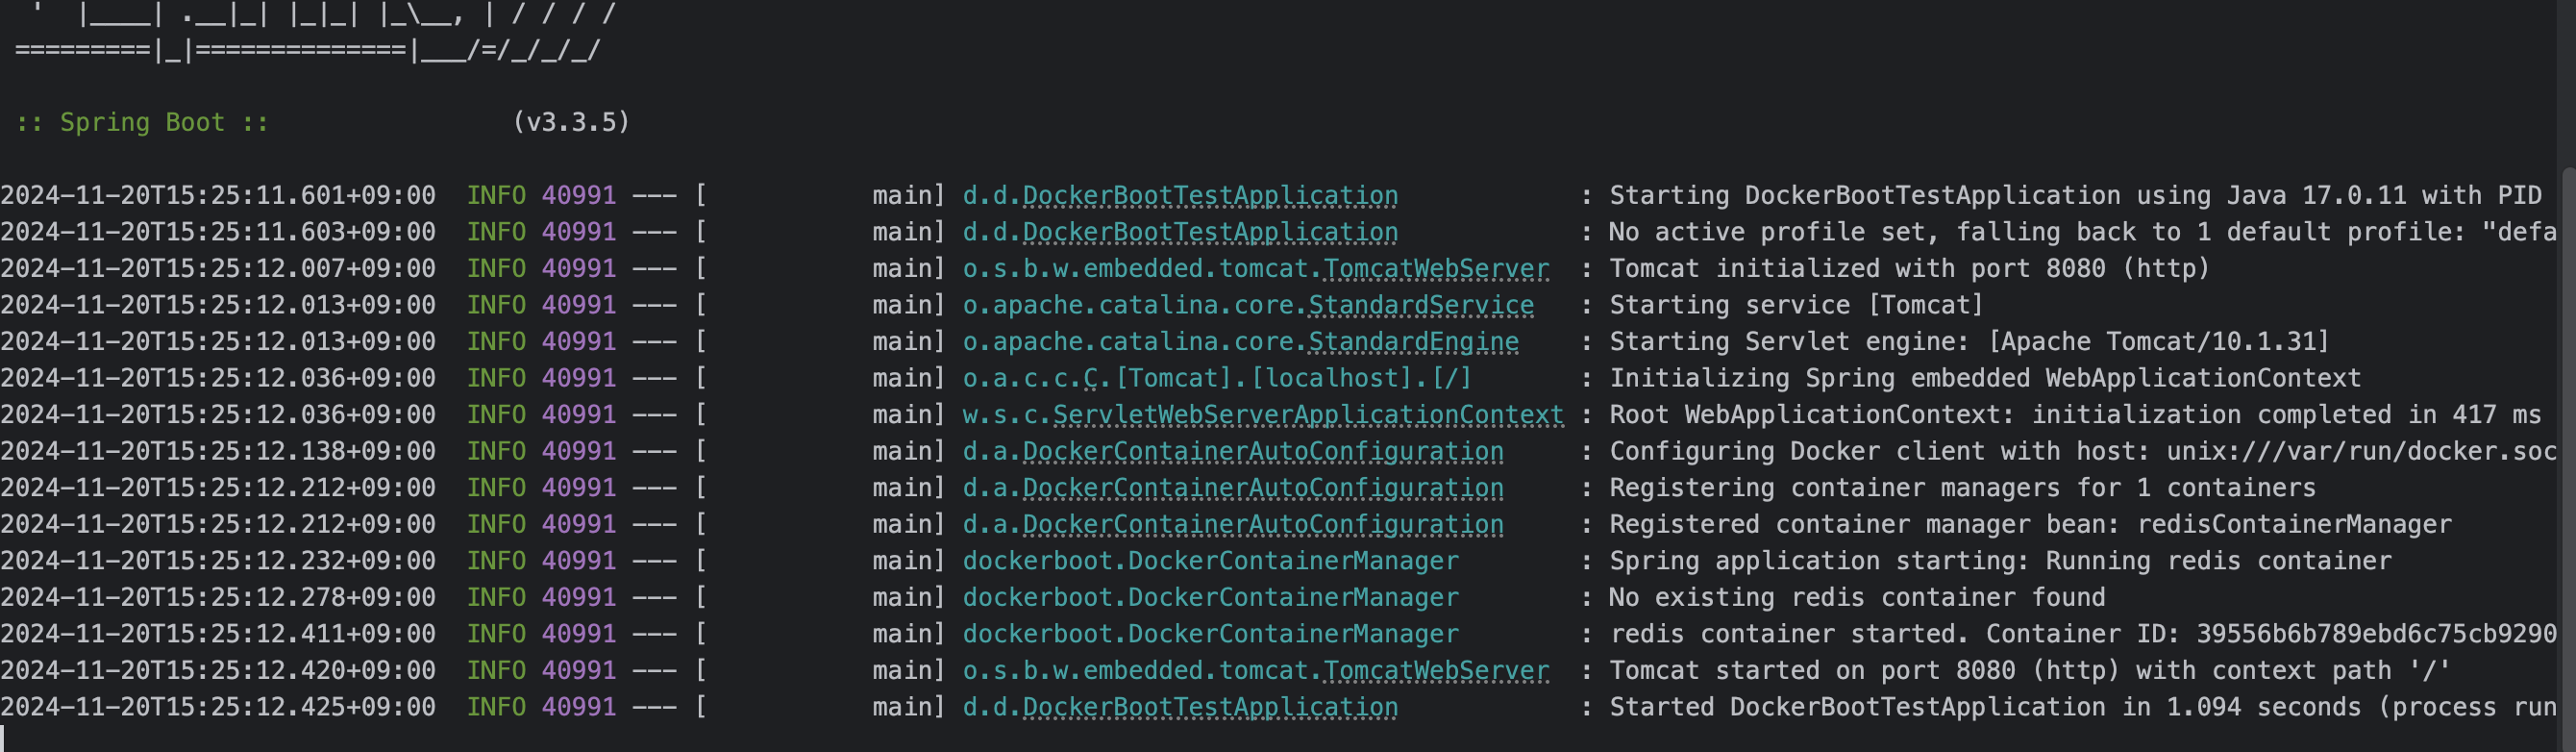 '  |____| .__|_| |_|_| |_\__, | / / / /
 =========|_|==============|___/=/_/_/_/
 :: Spring Boot ::                (v3.3.5)
2024-11-20T15:25:11.601+09:00  INFO 40991 --- [           main] d.d.DockerBootTestApplication            : Starting DockerBootTestApplication using Java 17.0.11 with PID
2024-11-20T15:25:11.603+09:00  INFO 40991 --- [           main] d.d.DockerBootTestApplication            : No active profile set, falling back to 1 default profile: "defa
2024-11-20T15:25:12.007+09:00  INFO 40991 --- [           main] o.s.b.w.embedded.tomcat.TomcatWebServer  : Tomcat initialized with port 8080 (http)
2024-11-20T15:25:12.013+09:00  INFO 40991 --- [           main] o.apache.catalina.core.StandardService   : Starting service [Tomcat]
2024-11-20T15:25:12.013+09:00  INFO 40991 --- [           main] o.apache.catalina.core.StandardEngine    : Starting Servlet engine: [Apache Tomcat/10.1.31]
2024-11-20T15:25:12.036+09:00  INFO 40991 --- [           main] o.a.c.c.C.[Tomcat].[localhost].[/]       : Initializing Spring embedded WebApplicationContext
2024-11-20T15:25:12.036+09:00  INFO 40991 --- [           main] w.s.c.ServletWebServerApplicationContext : Root WebApplicationContext: initialization completed in 417 ms
2024-11-20T15:25:12.138+09:00  INFO 40991 --- [           main] d.a.DockerContainerAutoConfiguration     : Configuring Docker client with host: unix:///var/run/docker.soc
2024-11-20T15:25:12.212+09:00  INFO 40991 --- [           main] d.a.DockerContainerAutoConfiguration     : Registering container managers for 1 containers
2024-11-20T15:25:12.212+09:00  INFO 40991 --- [           main] d.a.DockerContainerAutoConfiguration     : Registered container manager bean: redisContainerManager
2024-11-20T15:25:12.232+09:00  INFO 40991 --- [           main] dockerboot.DockerContainerManager        : Spring application starting: Running redis container
2024-11-20T15:25:12.278+09:00  INFO 40991 --- [           main] dockerboot.DockerContainerManager        : No existing redis container found
2024-11-20T15:25:12.411+09:00  INFO 40991 --- [           main] dockerboot.DockerContainerManager        : redis container started. Container ID: 39556b6b789ebd6c75cb9290
2024-11-20T15:25:12.420+09:00  INFO 40991 --- [           main] o.s.b.w.embedded.tomcat.TomcatWebServer  : Tomcat started on port 8080 (http) with context path '/'
2024-11-20T15:25:12.425+09:00  INFO 40991 --- [           main] d.d.DockerBootTestApplication            : Started DockerBootTestApplication in 1.094 seconds (process run